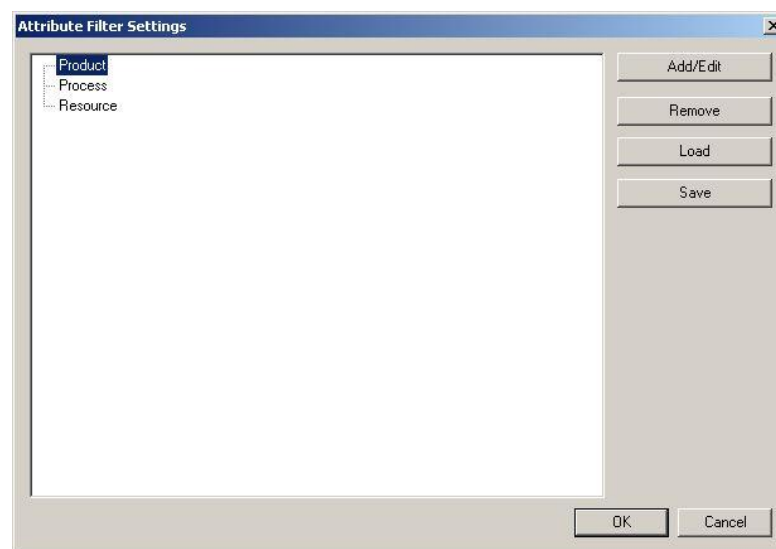 Attribute Filter Settings
Product
Process
Resource
Add/Edit
Remove
Load
Save
OK
Cancel